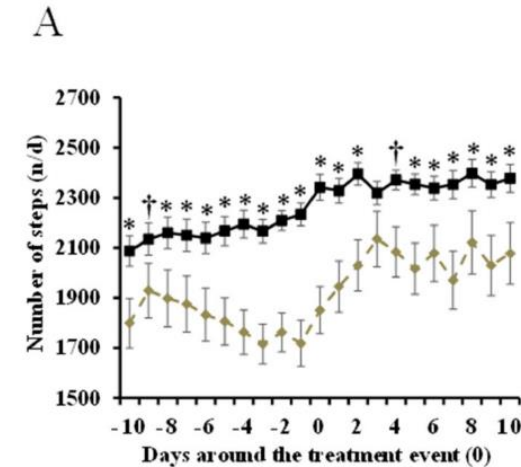 A
Number of steps (n/d)
2700
2500
2300
2100
1900
1700
1500
* † * * * * * * * * * * * † * * * * * *
-10 -8 -6 -4 -2 0 2 4 6 8 10
Days around the treatment event (0)